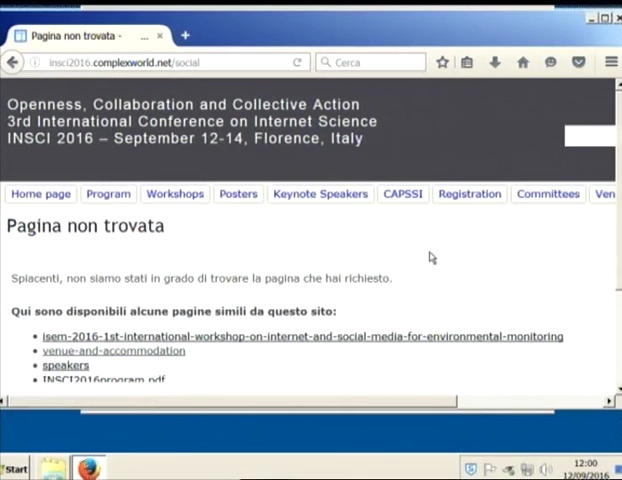 Pagina non trovata - ...
insci2016.complexworld.net/social
Cerca
Openness, Collaboration and Collective Action
3rd International Conference on Internet Science
INSCI 2016 – September 12-14, Florence, Italy
Home page Program Workshops Posters Keynote Speakers CAPSSI Registration Committees Ven
Pagina non trovata
Spiacenti, non siamo stati in grado di trovare la pagina che hai richiesto.
Qui sono disponibili alcune pagine simili da questo sito:
isem-2016-1st-international-workshop-on-internet-and-social-media-for-environmental-monitoring
venue-and-accommodation
speakers
INSCI2016program.pdf
Start
12:00
12/09/2016